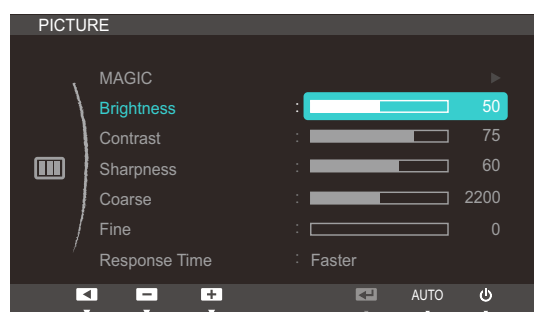 PICTURE
MAGIC
Brightness : 50
Contrast : 75
Sharpness : 60
Coarse : 2200
Fine : 0
Response Time : Faster
AUTO